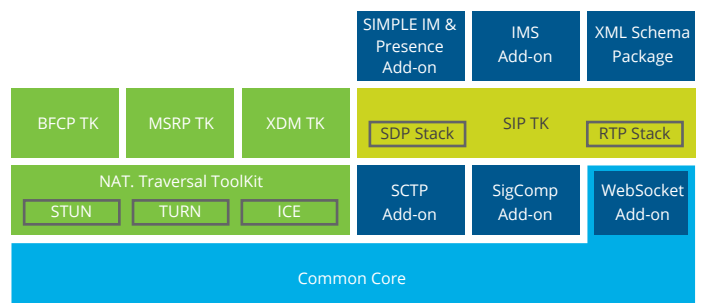 SIMPLE IM &
Presence
Add-on
IMS
Add-on
XML Schema
Package
BFCP TK
MSRP TK
XDM TK
SDP Stack
SIP TK
RTP Stack
NAT. Traversal ToolKit
STUN
TURN
ICE
SCTP
Add-on
SigComp
Add-on
WebSocket
Add-on
Common Core